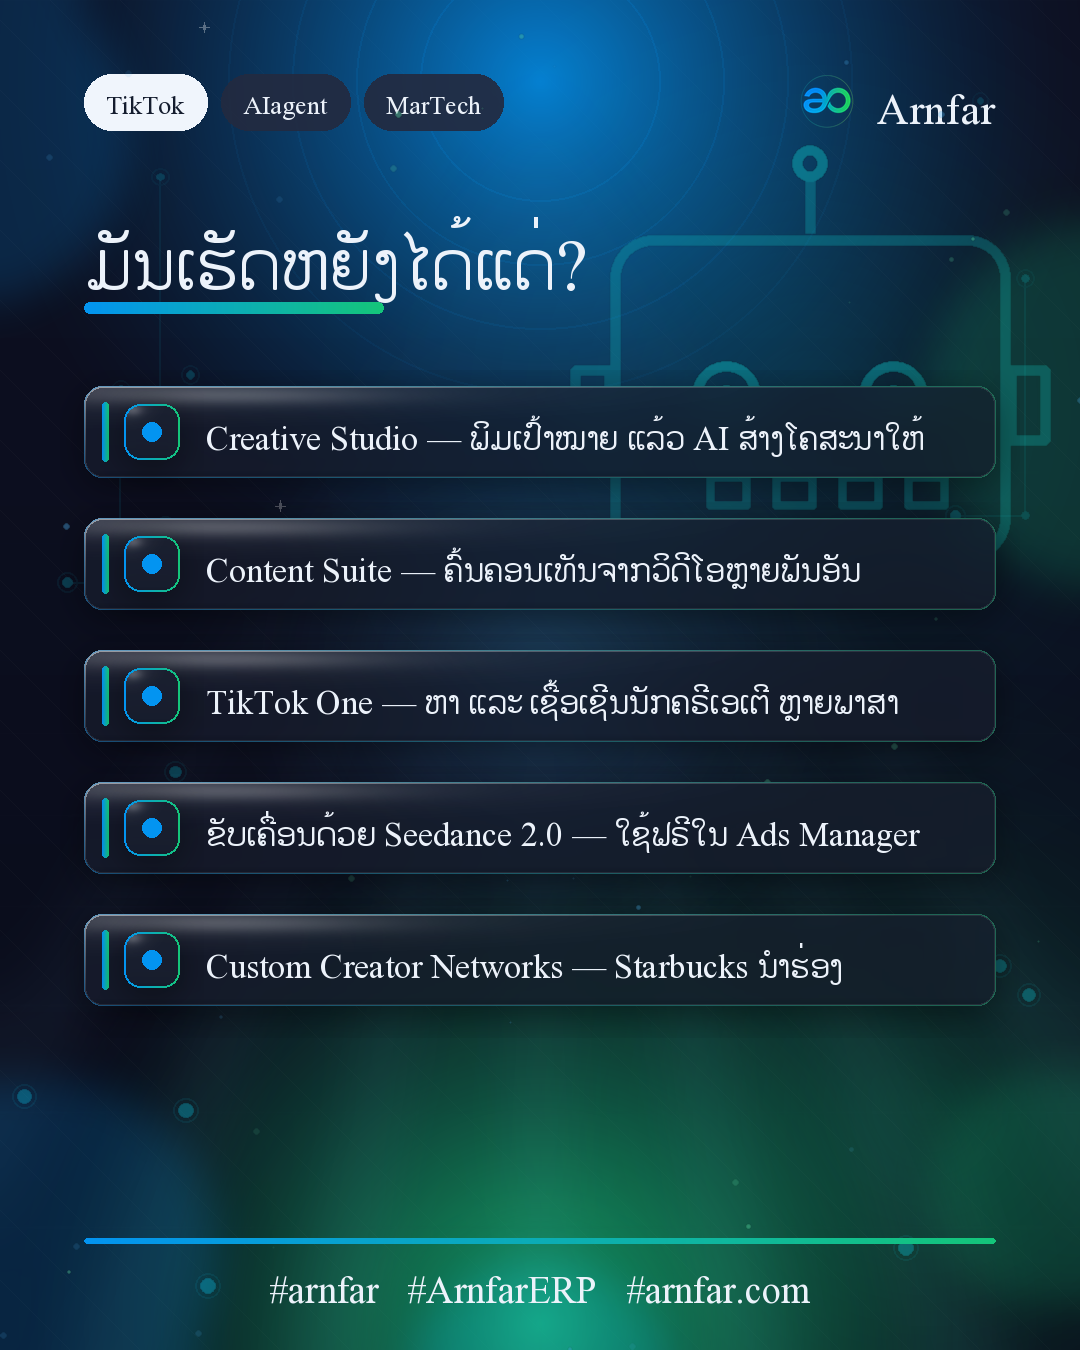 TikTok AIagent MarTech
Arnfar
ມັນເຮັດຫຍັງໄດ້ແດ່?
Creative Studio — ພິມເປົ້າໝາຍ ແລ້ວ AI ສ້າງໂຄສະນາໃຫ້
Content Suite — ຄົ້ນຄອນເທັນຈາກວິດີໂອຫຼາຍພັນອັນ
TikTok One — ຫາ ແລະ ເຊື້ອເຊີນນັກຄຣີເອເຕີ ຫຼາຍພາສາ
ຂັບເຄື່ອນດ້ວຍ Seedance 2.0 — ໃຊ້ຟຣີໃນ Ads Manager
Custom Creator Networks — Starbucks ນຳຮ່ອງ
#arnfar #ArnfarERP #arnfar.com